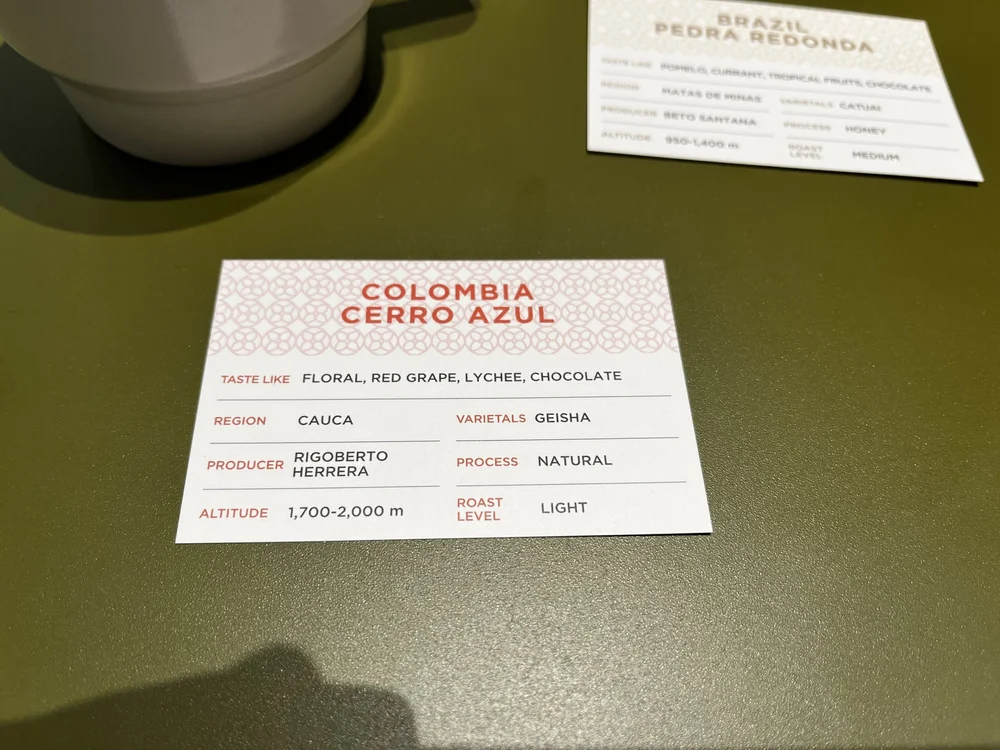 BRAZIL
PEDRA REDONDA
TASTE LIKE POMELO, CURRANT, TROPICAL FRUITS, CHOCOLATE
REGION MATAS DE MINAS VARIETALS CATUAI
PRODUCER BETO SANTANA PROCESS HONEY
ALTITUDE 950-1,400 m ROAST
LEVEL MEDIUM
COLOMBIA
CERRO AZUL
TASTE LIKE FLORAL, RED GRAPE, LYCHEE, CHOCOLATE
REGION CAUCA VARIETALS GEISHA
PRODUCER RIGOBERTO
HERRERA PROCESS NATURAL
ALTITUDE 1,700-2,000 m ROAST
LEVEL LIGHT